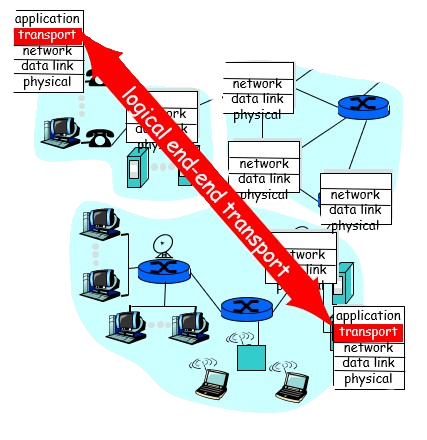 application
transport
network
data link
physical
network
data link
physical
network
data link
physical
network
data link
physical
network
data link
physical
logical end-end transport
network
link
physical
application
transport
network
data link
physical